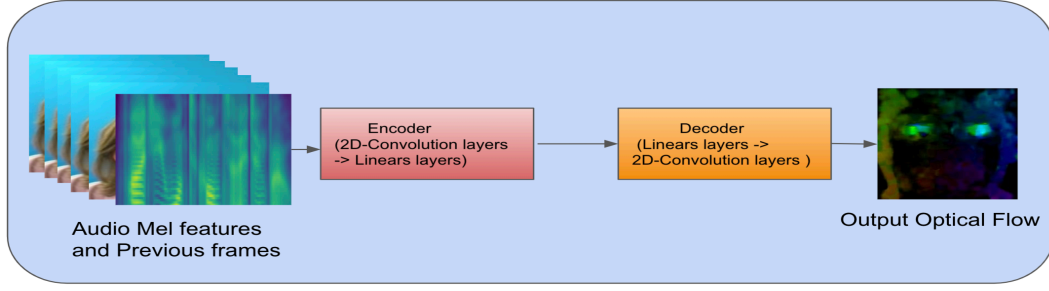 Encoder
(2D-Convolution layers
-> Linears layers)
Decoder
(Linears layers ->
2D-Convolution layers )
Audio Mel features
and Previous frames
Output Optical Flow